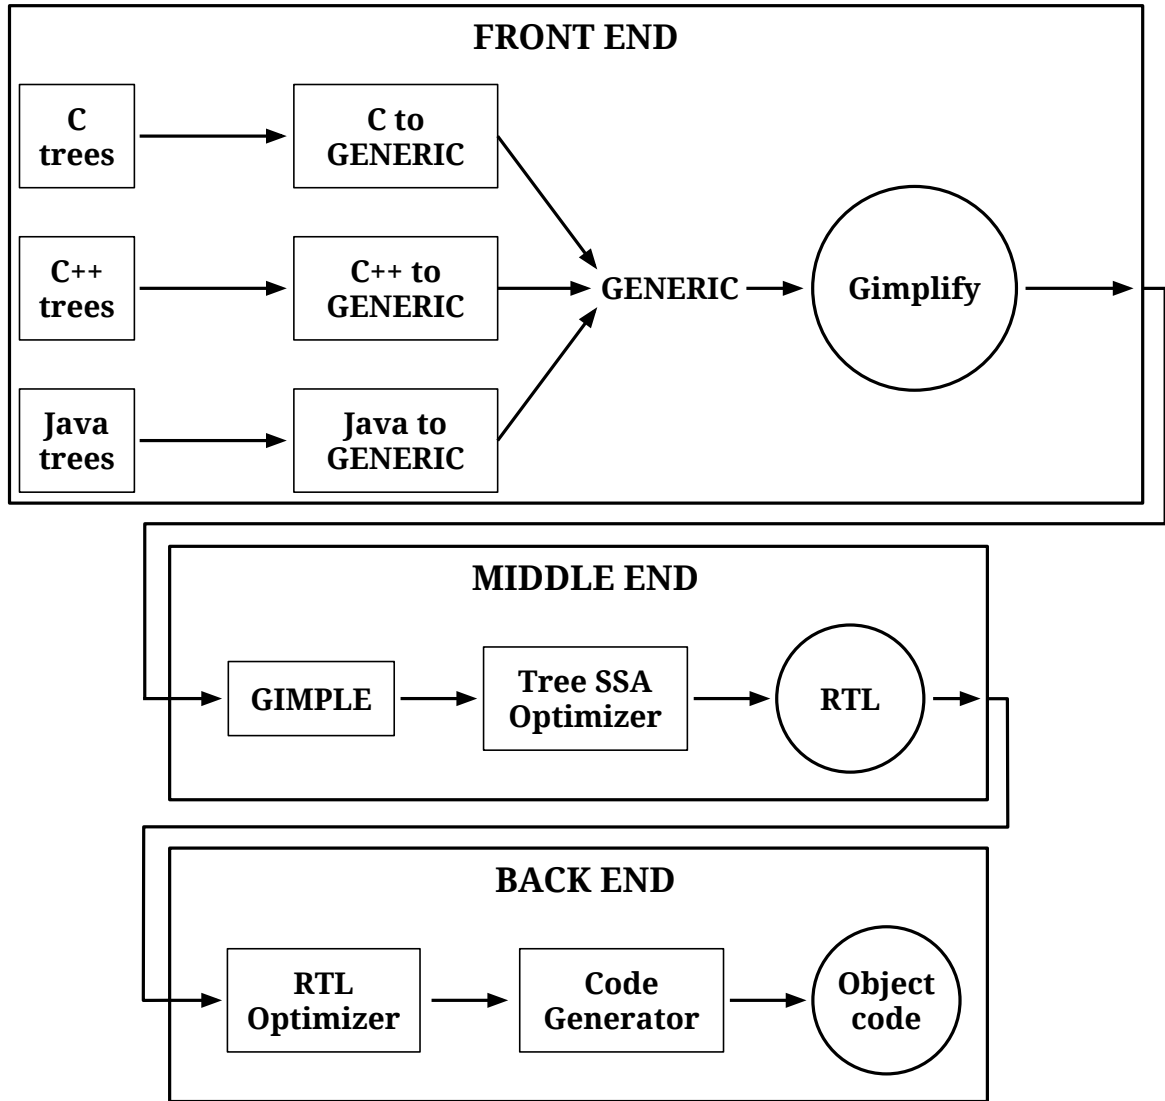 FRONT END
C
trees
C to
GENERIC
C++
trees
C++ to
GENERIC
GENERIC
Gimplify
Java
trees
Java to
GENERIC
MIDDLE END
GIMPLE
Tree SSA
Optimizer
RTL
BACK END
RTL
Optimizer
Code
Generator
Object
code